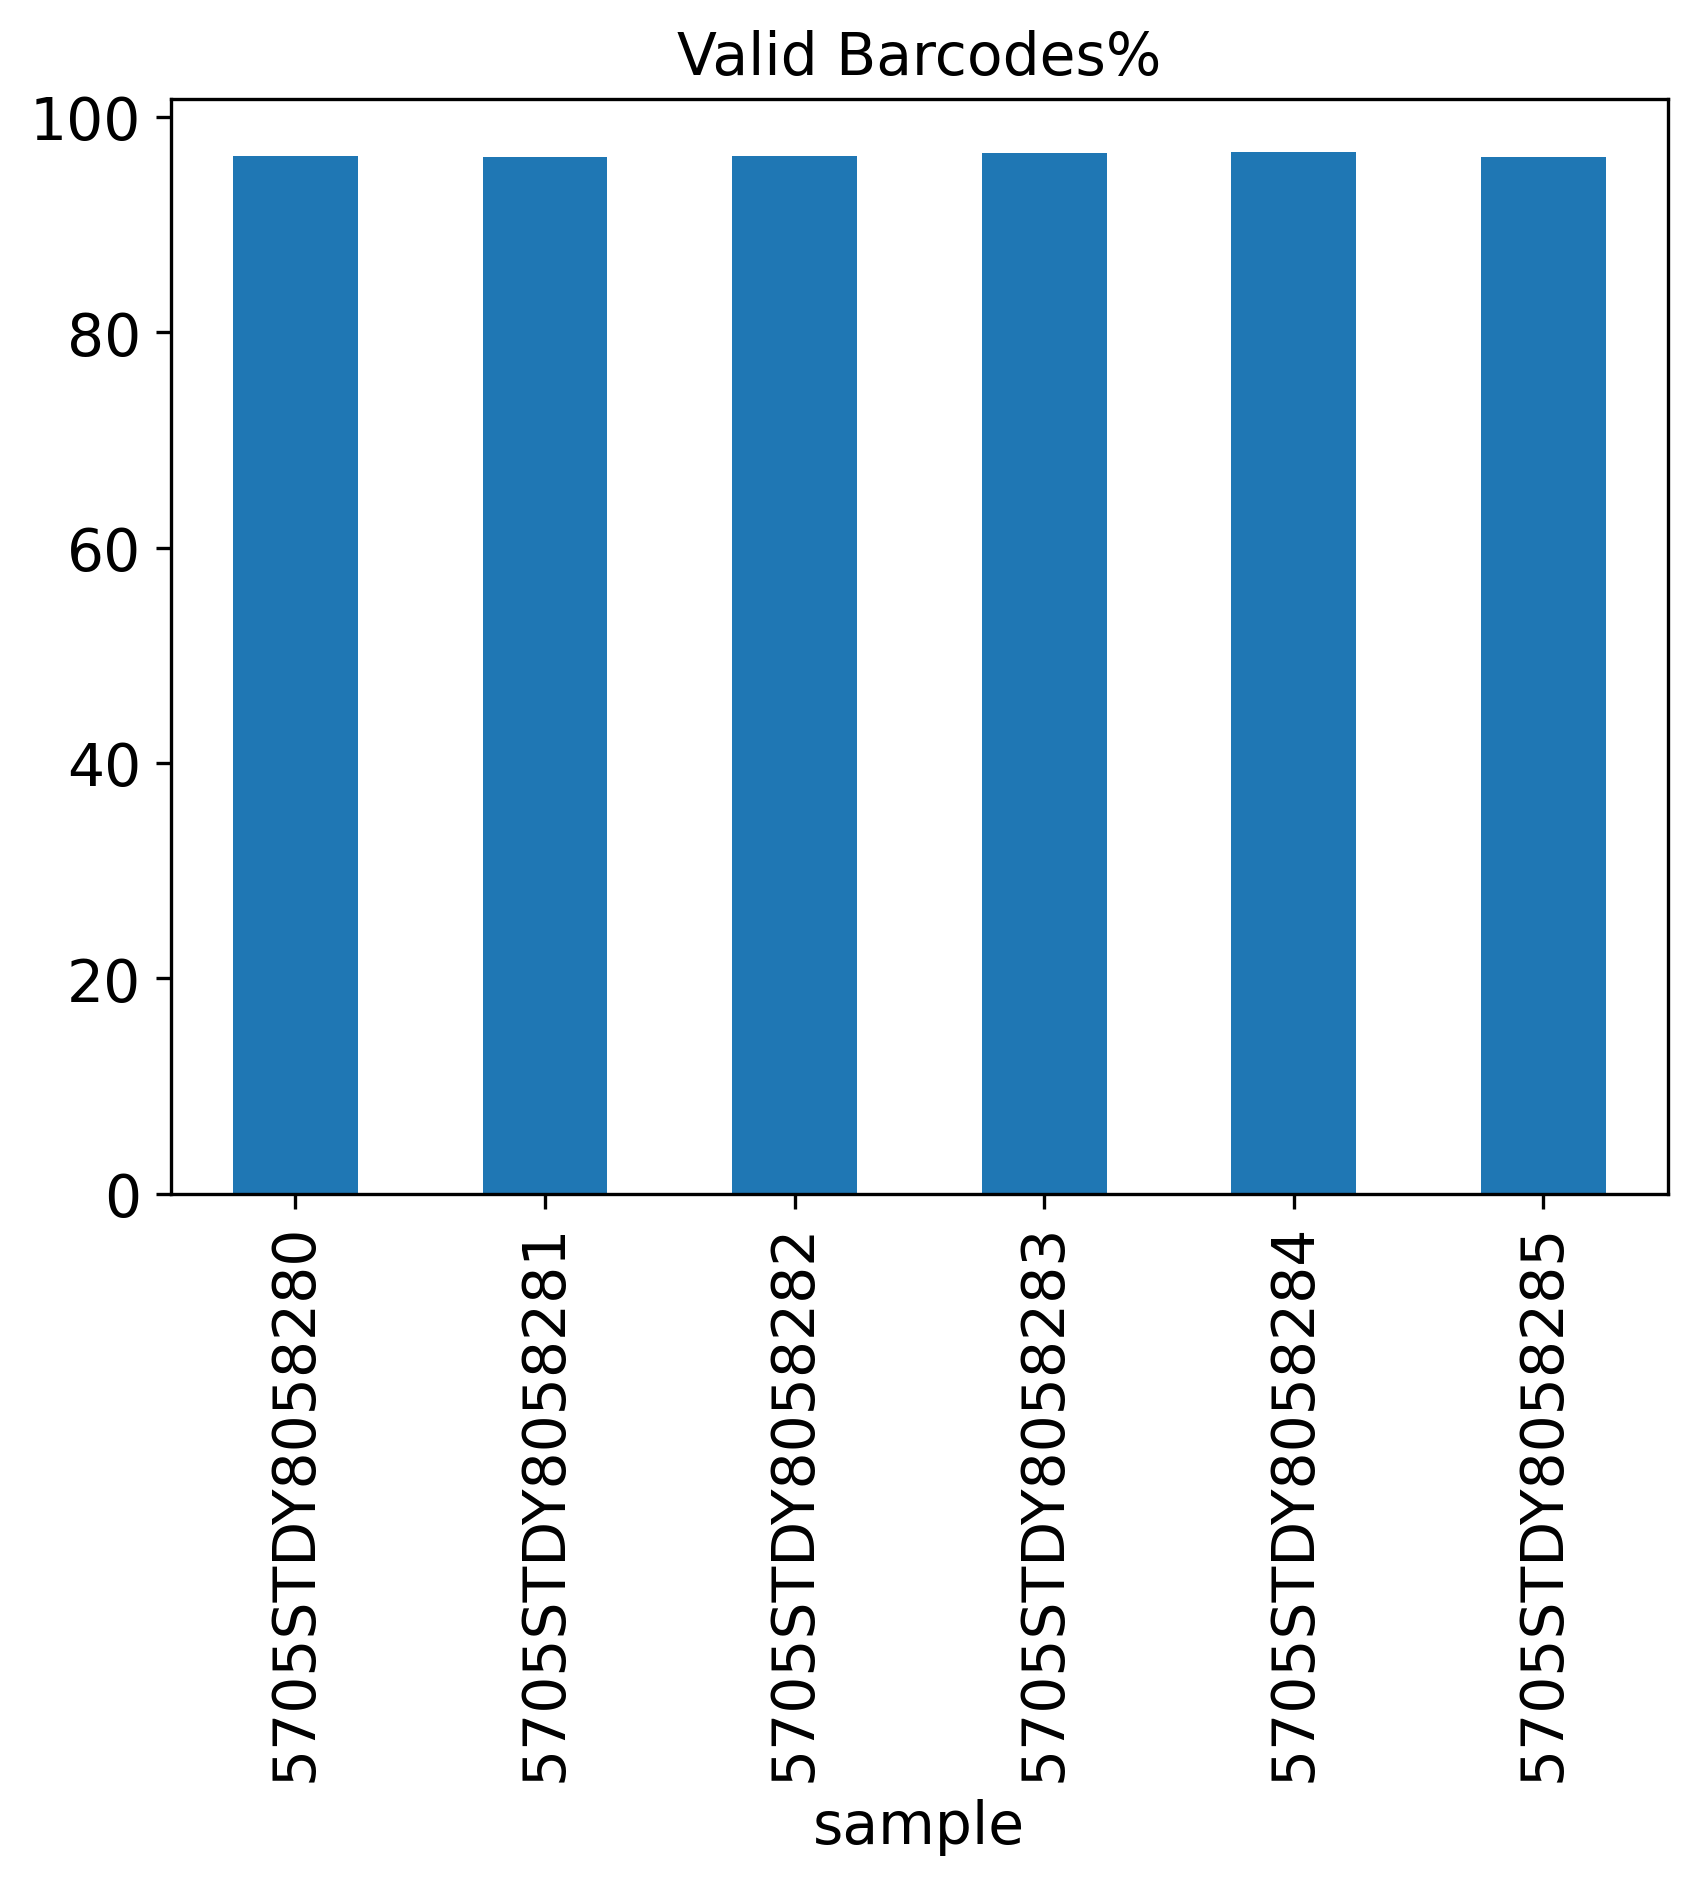 Valid Barcodes%
100
80
60
40
20
0
5705STDY8058280
5705STDY8058281
5705STDY8058282
5705STDY8058283
5705STDY8058284
5705STDY8058285
sample